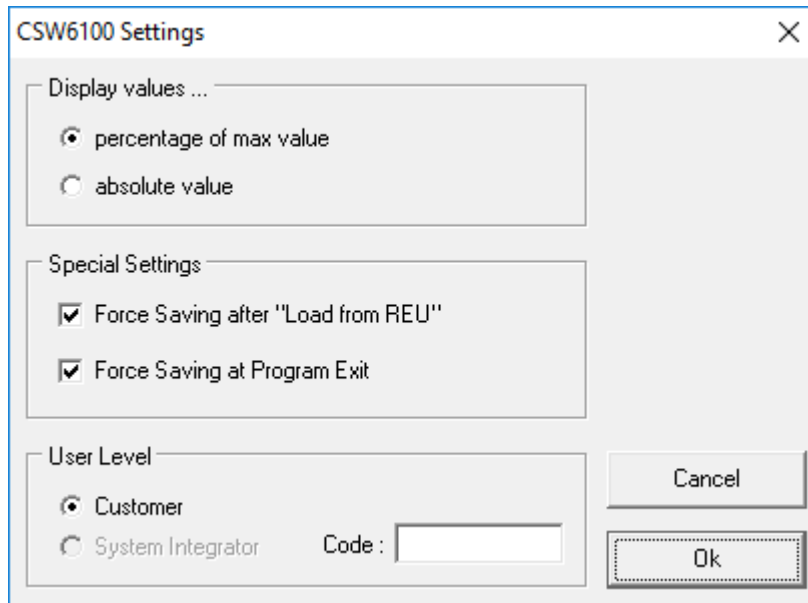 CSW6100 Settings
Display values ...
percentage of max value
absolute value
Special Settings
Force Saving after "Load from REU"
Force Saving at Program Exit
User Level
Customer
System Integrator
Code :
Cancel
Ok